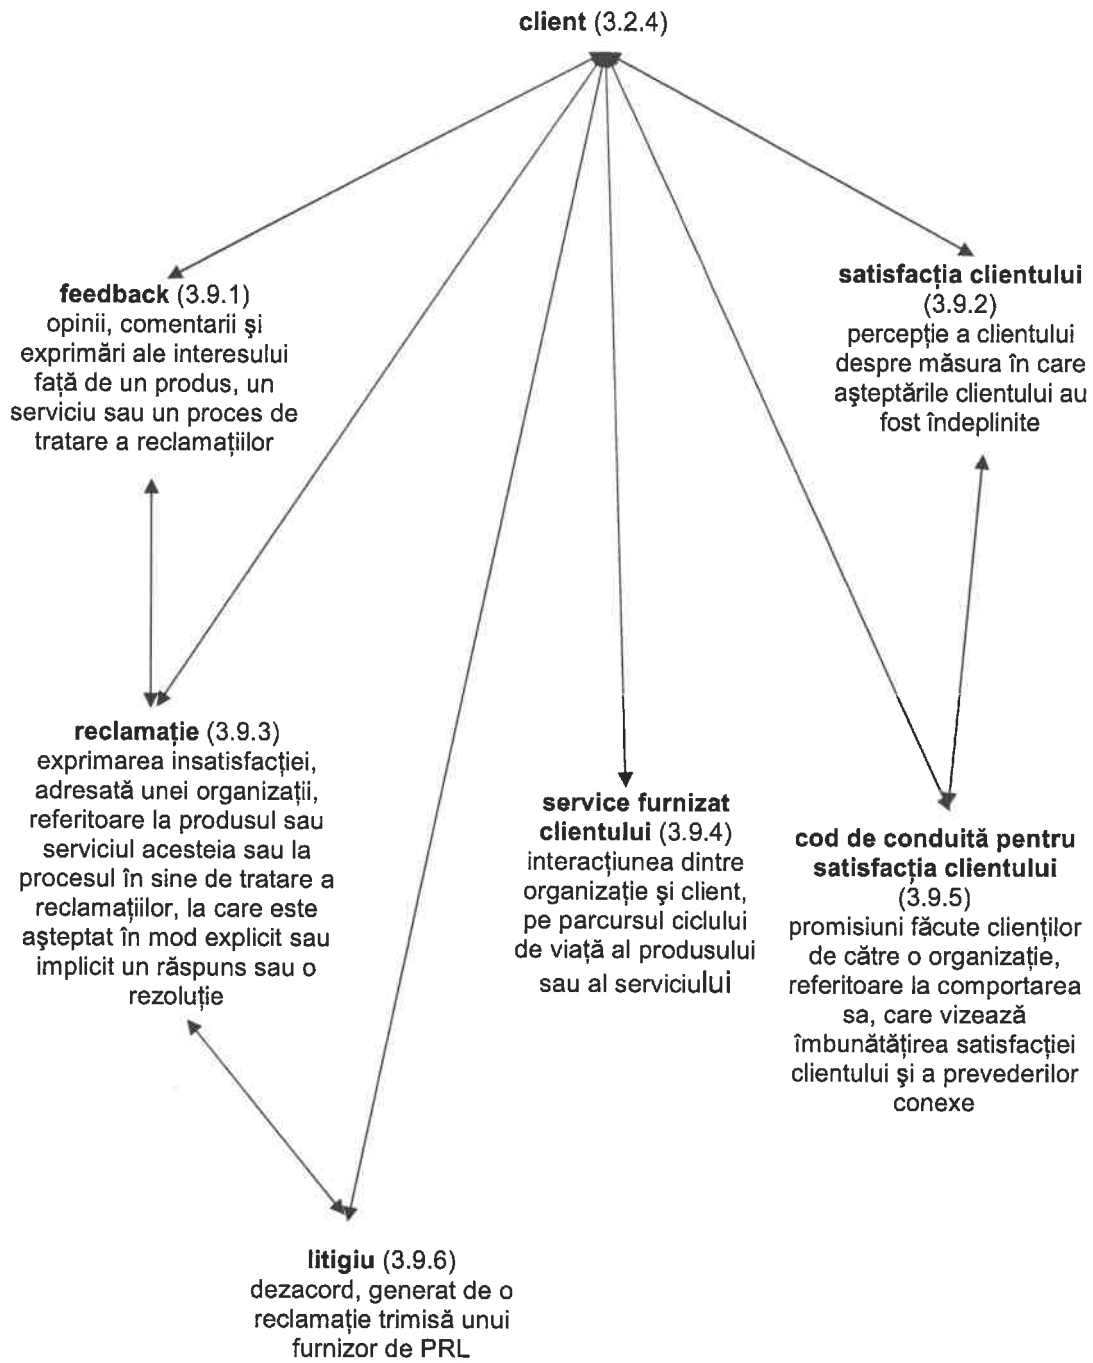 client (3.2.4)
feedback (3.9.1)
opinii, comentarii şi
exprimări ale interesului
faţă de un produs, un
serviciu sau un proces de
tratare a reclamaţiilor
satisfacţia clientului
(3.9.2)
percepţie a clientului
despre măsura în care
aşteptările clientului au
fost îndeplinite
reclamaţie (3.9.3)
exprimarea insatisfacţiei,
adresată unei organizaţii,
referitoare la produsul sau
serviciul acesteia sau la
procesul în sine de tratare a
reclamaţiilor, la care este
aşteptat în mod explicit sau
implicit un răspuns sau o
rezoluţie
service furnizat
clientului (3.9.4)
interacţiunea dintre
organizaţie şi client,
pe parcursul ciclului
de viaţă al produsului
sau al serviciului
cod de conduită pentru
satisfacţia clientului
(3.9.5)
promisiuni făcute clienţilor
de către o organizaţie,
referitoare la comportarea
sa, care vizează
îmbunătăţirea satisfacţiei
clientului şi a prevederilor
conexe
litigiu (3.9.6)
dezacord, generat de o
reclamaţie trimisă unui
furnizor de PRL